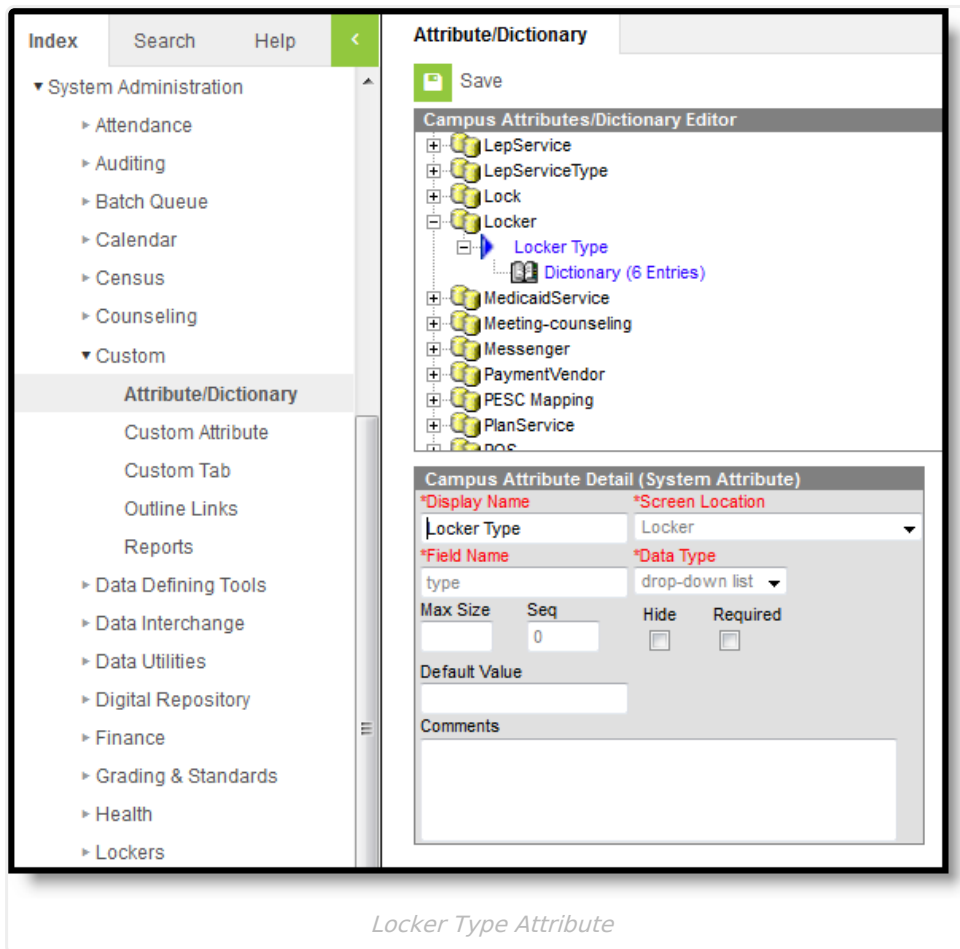 Index
Search
Help
System Administration
Attendance
Auditing
Batch Queue
Calendar
Census
Counseling
Custom
Attribute/Dictionary
Custom Attribute
Custom Tab
Outline Links
Reports
Data Defining Tools
Data Interchange
Data Utilities
Digital Repository
Finance
Grading & Standards
Health
Lockers
Attribute/Dictionary
Save
Campus Attributes/Dictionary Editor
LepService
LepServiceType
Lock
Locker
Locker Type
Dictionary (6 Entries)
MedicaidService
Meeting-counseling
Messenger
PaymentVendor
PESC Mapping
PlanService
POS
Campus Attribute Detail (System Attribute)
*Display Name *Screen Location
Locker Type Locker
*Field Name *Data Type
type drop-down list
Max Size Seq Hide Required
0
Default Value
Comments
Locker Type Attribute